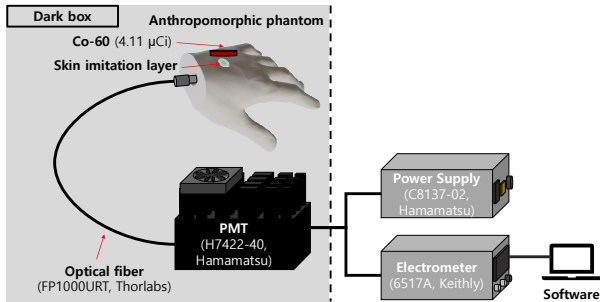 Dark box
Anthropomorphic phantom
Co-60 (4.11 μCi)
Skin imitation layer
PMT
(H7422-40,
Hamamatsu)
Optical fiber
(FP1000URT, Thorlabs)
Power Supply
(C8137-02,
Hamamatsu)
Electrometer
(6517A, Keithly)
Software